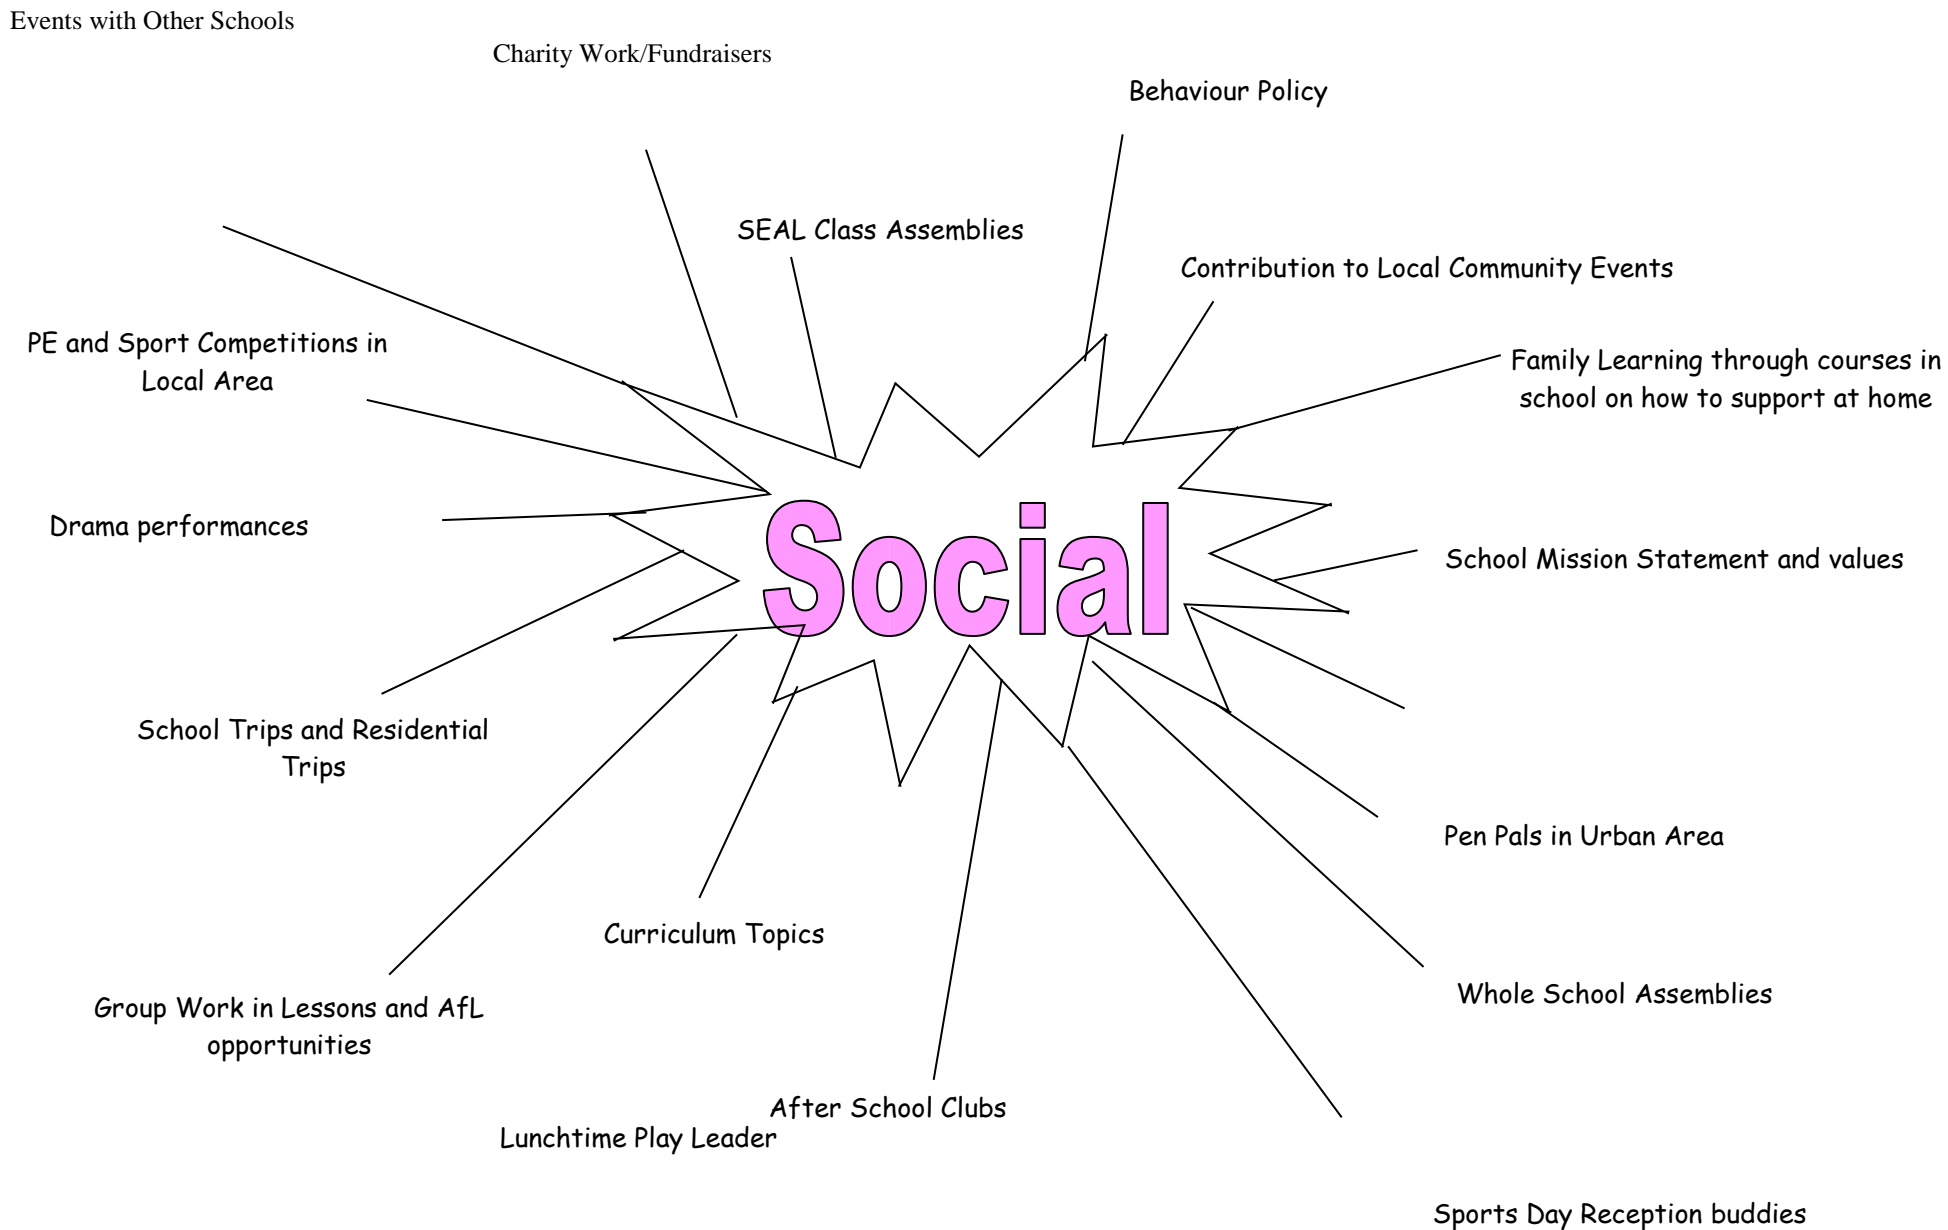 Events with Other Schools
Charity Work/Fundraisers
Behaviour Policy
SEAL Class Assemblies
Contribution to Local Community Events
PE and Sport Competitions in
Local Area
Family Learning through courses in
school on how to support at home
Drama performances
Social
School Mission Statement and values
School Trips and Residential
Trips
Pen Pals in Urban Area
Curriculum Topics
Whole School Assemblies
Group Work in Lessons and AfL
opportunities
After School Clubs
Lunchtime Play Leader
Sports Day Reception buddies